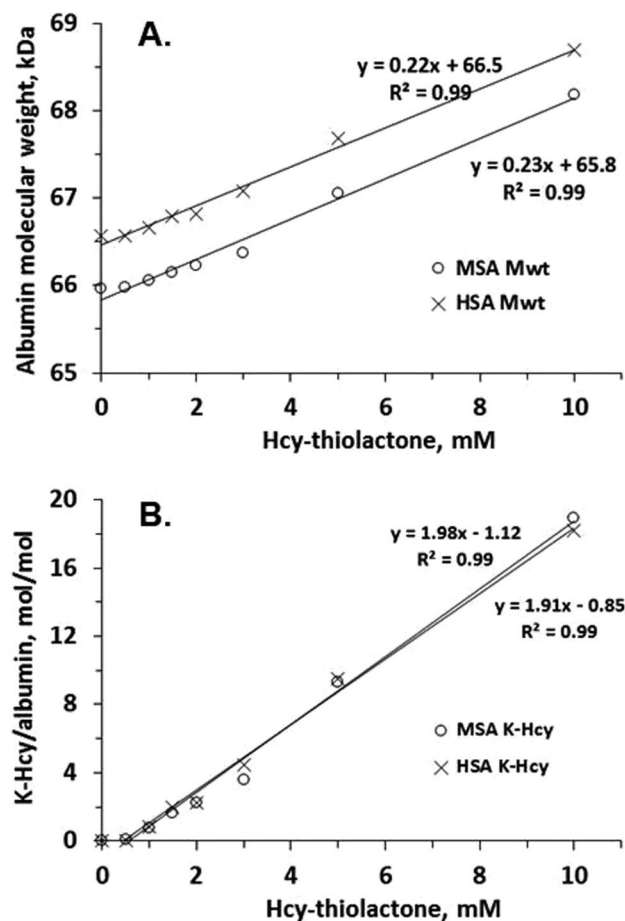 A.
Albumin molecular weight, kDa
69
68
67
66
65
y = 0.22x + 66.5
R² = 0.99
y = 0.23x + 65.8
R² = 0.99
MSA Mwt
HSA Mwt
0 2 4 6 8 10
Hcy-thiolactone, mM
B.
K-Hcy/albumin, mol/mol
20
16
12
8
4
0
y = 1.98x - 1.12
R² = 0.99
y = 1.91x - 0.85
R² = 0.99
MSA K-Hcy
HSA K-Hcy
0 2 4 6 8 10
Hcy-thiolactone, mM